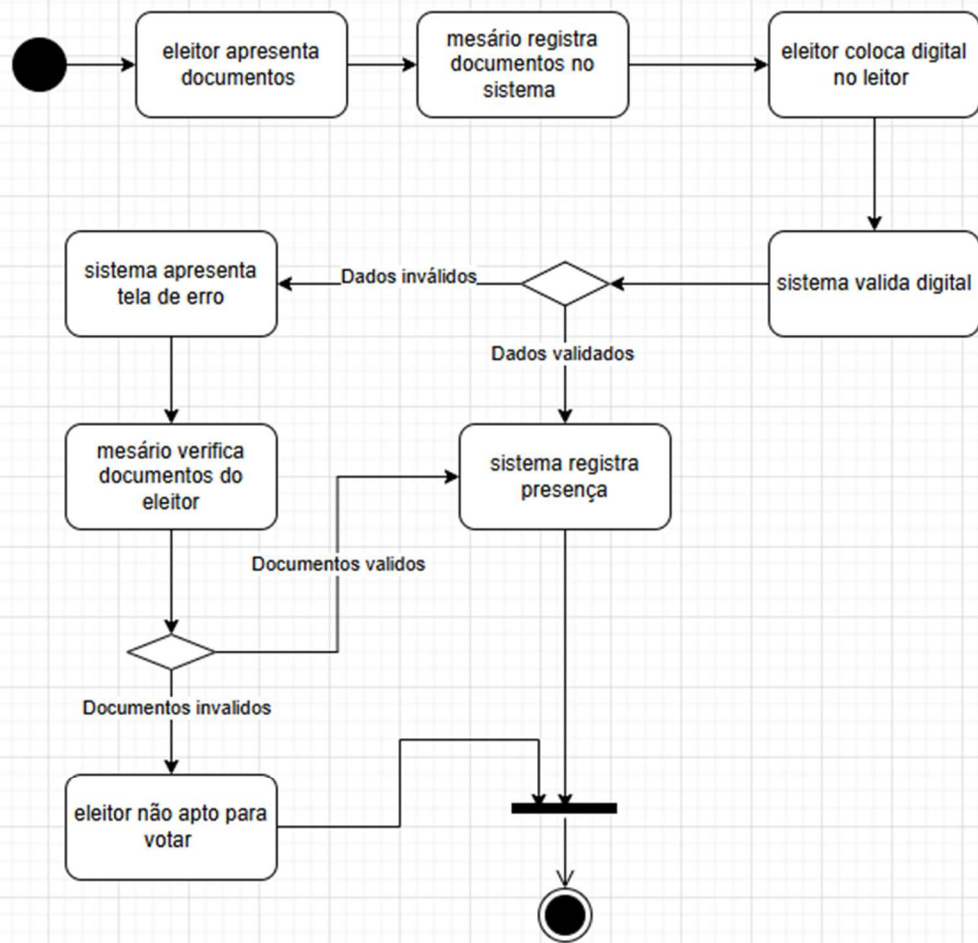 eleitor apresenta
documentos
mesário registra
documentos no
sistema
eleitor coloca digital
no leitor
sistema apresenta
tela de erro
Dados inválidos
sistema valida digital
Dados validados
mesário verifica
documentos do
eleitor
sistema registra
presença
Documentos validos
Documentos invalidos
eleitor não apto para
votar